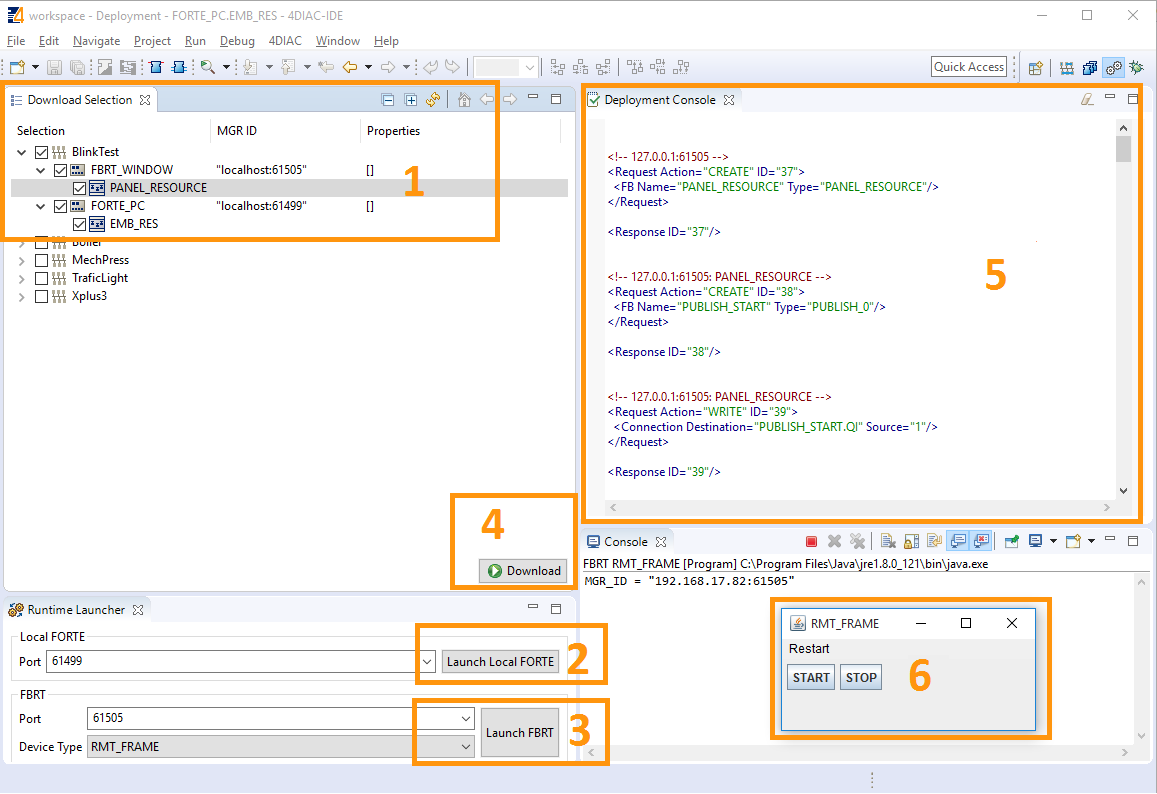 workspace - Deployment - FORTE_PC.EMB_RES - 4DIAC-IDE
File Edit Navigate Project Run Debug 4DIAC Window Help
Quick Access
Download Selection
Selection MGR ID Properties
BlinkTest
FBRT_WINDOW "localhost:61505" []
PANEL_RESOURCE
FORTE_PC "localhost:61499" []
EMB_RES
Boiler
MechPress
TraficLight
Xplus3
1
4
Download
Runtime Launcher
Local FORTE
Port 61499 Launch Local FORTE 2
FBRT
Port 61505
Launch FBRT 3
Device Type RMT_FRAME
Deployment Console
<!-- 127.0.0.1:61505 -->
<Request Action="CREATE" ID="37">
<FB Name="PANEL_RESOURCE" Type="PANEL_RESOURCE"/>
</Request>
<Response ID="37"/>
<!-- 127.0.0.1:61505: PANEL_RESOURCE -->
<Request Action="CREATE" ID="38">
<FB Name="PUBLISH_START" Type="PUBLISH_0"/>
</Request>
<Response ID="38"/>
<!-- 127.0.0.1:61505: PANEL_RESOURCE -->
<Request Action="WRITE" ID="39">
<Connection Destination="PUBLISH_START.QI" Source="1"/>
</Request>
<Response ID="39"/>
5
Console
FBRT RMT_FRAME [Program] C:\Program Files\Java\jre1.8.0_121\bin\java.exe
MGR_ID = "192.168.17.82:61505"
RMT_FRAME
Restart
START STOP
6